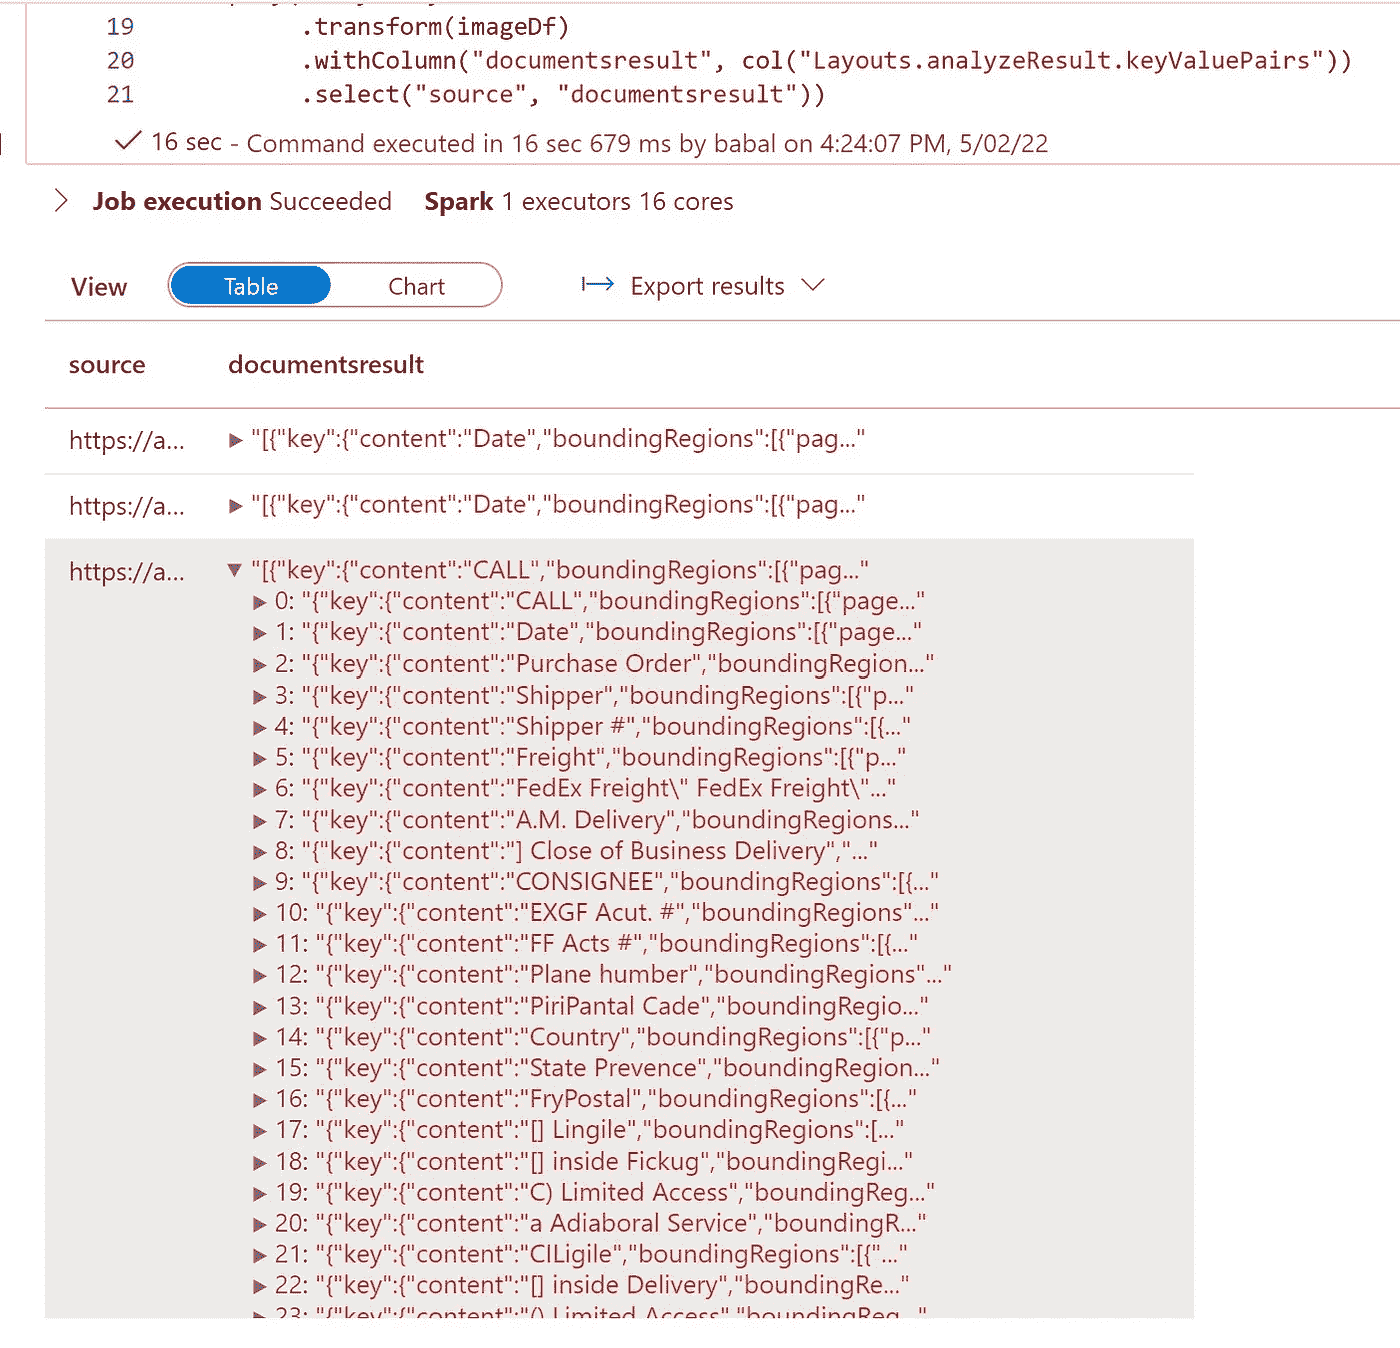 19 .transform(imageDf)
20 .withColumn("documentsresult", col("Layouts.analyzeResult.keyValuePairs"))
21 .select("source", "documentsresult"))
16 sec - Command executed in 16 sec 679 ms by babal on 4:24:07 PM, 5/02/22
Job execution Succeeded Spark 1 executors 16 cores
View Table Chart Export results
source documentsresult
https://a... "[{"key":{"content":"Date","boundingRegions":[{"pag..."
https://a... "[{"key":{"content":"Date","boundingRegions":[{"pag..."
https://a... "[{"key":{"content":"CALL","boundingRegions":[{"pag..."
0: "{"key":{"content":"CALL","boundingRegions":[{"page..."
1: "{"key":{"content":"Date","boundingRegions":[{"page..."
2: "{"key":{"content":"Purchase Order","boundingRegion..."
3: "{"key":{"content":"Shipper","boundingRegions":[{"p..."
4: "{"key":{"content":"Shipper #","boundingRegions":[{..."
5: "{"key":{"content":"Freight","boundingRegions":[{"p..."
6: "{"key":{"content":"FedEx Freight\" FedEx Freight\"..."
7: "{"key":{"content":"A.M. Delivery","boundingRegions..."
8: "{"key":{"content":"] Close of Business Delivery","..."
9: "{"key":{"content":"CONSIGNEE","boundingRegions":[{..."
10: "{"key":{"content":"EXGF Acut. #","boundingRegions"..."
11: "{"key":{"content":"FF Acts #","boundingRegions":[{..."
12: "{"key":{"content":"Plane humber","boundingRegions"..."
13: "{"key":{"content":"PiriPantal Cade","boundingRegio..."
14: "{"key":{"content":"Country","boundingRegions":[{"p..."
15: "{"key":{"content":"State Prevence","boundingRegion..."
16: "{"key":{"content":"FryPostal","boundingRegions":[{..."
17: "{"key":{"content":"[] Lingile","boundingRegions":[..."
18: "{"key":{"content":"[] inside Fickug","boundingRegi..."
19: "{"key":{"content":"C) Limited Access","boundingReg..."
20: "{"key":{"content":"a Adiaboral Service","boundingR..."
21: "{"key":{"content":"CILigile","boundingRegions":[{"..."
22: "{"key":{"content":"[] inside Delivery","boundingRe..."
23: "{"key":{"content":"() Limited Access","boundingReg..."